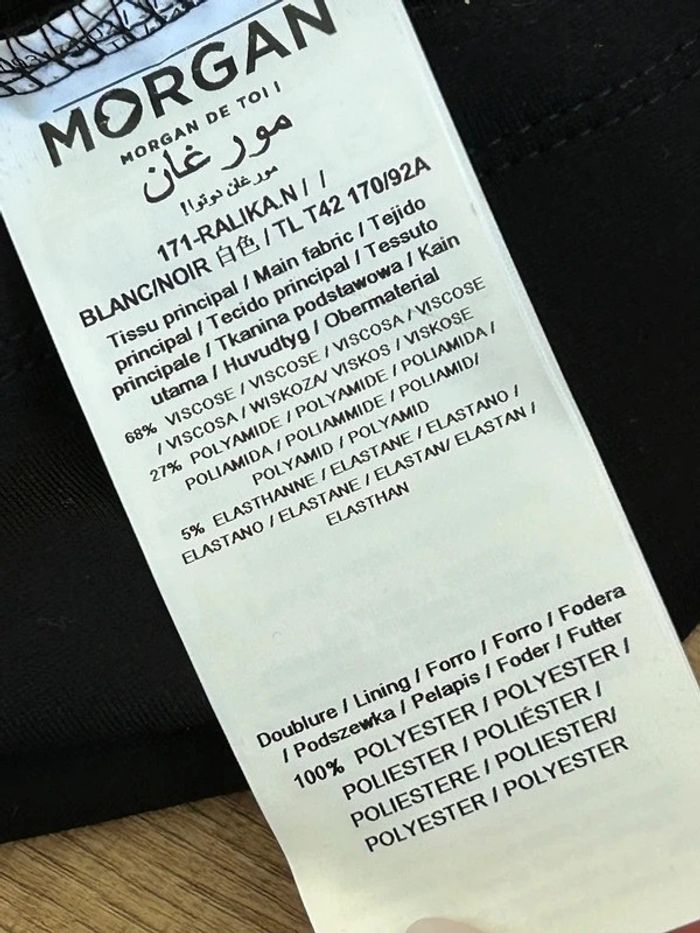 MORGAN
MORGAN DE TOI !
مورغان
مورغان دوتوا!
171-RALIKA.N / /
BLANC/NOIR 白色 / TL T42 170/92A
Tissu principal / Main fabric / Tejido
principal / Tecido principal / Tessuto
principale / Tkanina podstawowa / Kain
utama / Huvudtyg / Obermaterial
68% VISCOSE / VISCOSE / VISCOSA / VISCOSE
/ VISCOSA / WISKOZA/ VISKOS / VISKOSE
27% POLYAMIDE / POLYAMIDE / POLIAMIDA /
POLIAMIDA / POLIAMMIDE / POLIAMID/
POLYAMID / POLYAMID
5% ELASTHANNE / ELASTANE / ELASTANO /
ELASTANO / ELASTANE / ELASTAN/ ELASTAN /
ELASTHAN
Doublure / Lining / Forro / Forro / Fodera
/ Podszewka / Pelapis / Foder / Futter
100% POLYESTER / POLYESTER /
POLIESTER / POLIÉSTER /
POLIESTERE / POLIESTER/
POLYESTER / POLYESTER